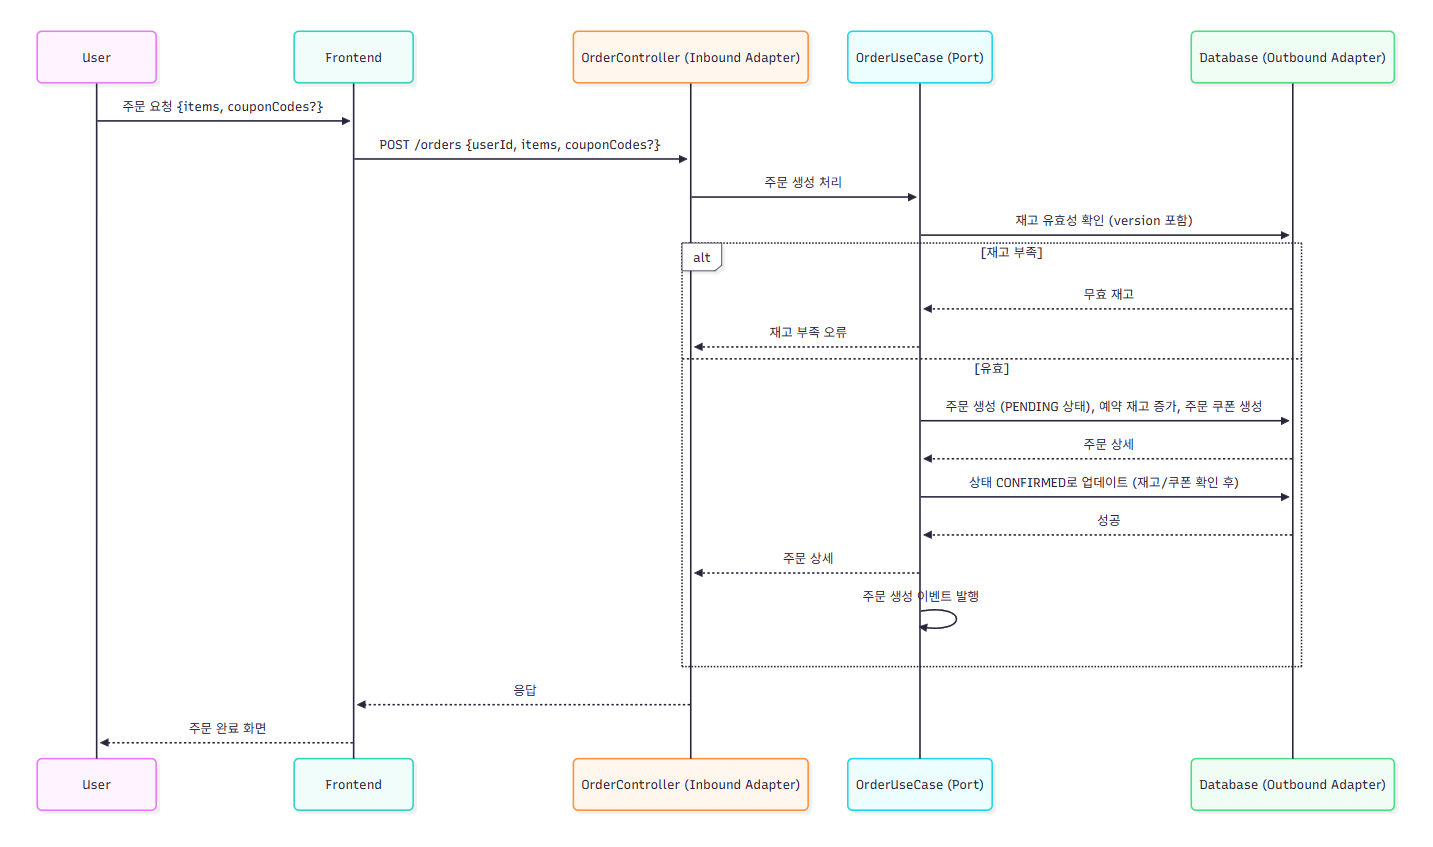 User
Frontend
OrderController (Inbound Adapter)
OrderUseCase (Port)
Database (Outbound Adapter)
주문 요청 {items, couponCodes?}
POST /orders {userId, items, couponCodes?}
주문 생성 처리
재고 유효성 확인 (version 포함)
alt
[재고 부족]
무효 재고
재고 부족 오류
[유효]
주문 생성 (PENDING 상태), 예약 재고 증가, 주문 쿠폰 생성
주문 상세
상태 CONFIRMED로 업데이트 (재고/쿠폰 확인 후)
성공
주문 상세
주문 생성 이벤트 발행
응답
주문 완료 화면
User
Frontend
OrderController (Inbound Adapter)
OrderUseCase (Port)
Database (Outbound Adapter)